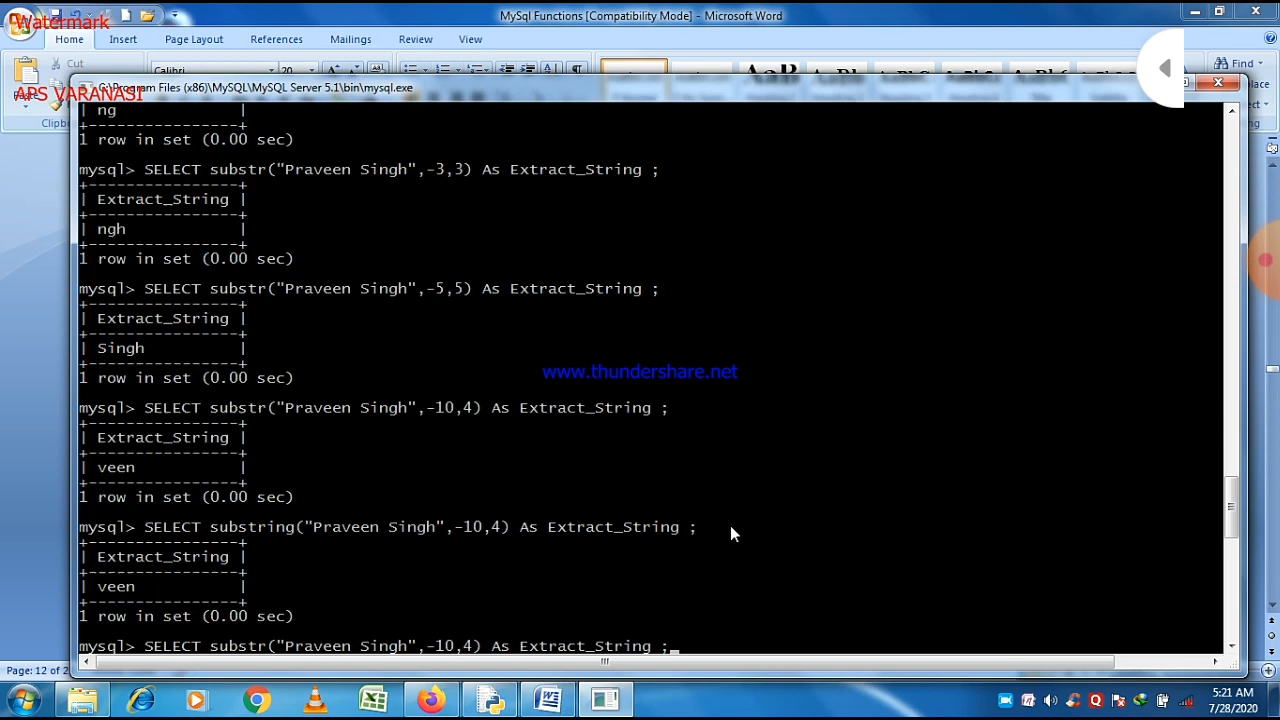 MySql Functions [Compatibility Mode] - Microsoft Word
Watermark
Home Insert Page Layout References Mailings Review View
Cut
Calibri 20
Find
APS VARANASI
C:\Program Files (x86)\MySQL\MySQL Server 5.1\bin\mysql.exe
| ng |
+----------------+
1 row in set (0.00 sec)
mysql> SELECT substr("Praveen Singh",-3,3) As Extract_String ;
+----------------+
| Extract_String |
+----------------+
| ngh |
+----------------+
1 row in set (0.00 sec)
mysql> SELECT substr("Praveen Singh",-5,5) As Extract_String ;
+----------------+
| Extract_String |
+----------------+
| Singh |
+----------------+
1 row in set (0.00 sec)
www.thundershare.net
mysql> SELECT substr("Praveen Singh",-10,4) As Extract_String ;
+----------------+
| Extract_String |
+----------------+
| veen |
+----------------+
1 row in set (0.00 sec)
mysql> SELECT substring("Praveen Singh",-10,4) As Extract_String ;
+----------------+
| Extract_String |
+----------------+
| veen |
+----------------+
1 row in set (0.00 sec)
mysql> SELECT substr("Praveen Singh",-10,4) As Extract_String ;_
Page: 12 of 2
5:21 AM
7/28/2020